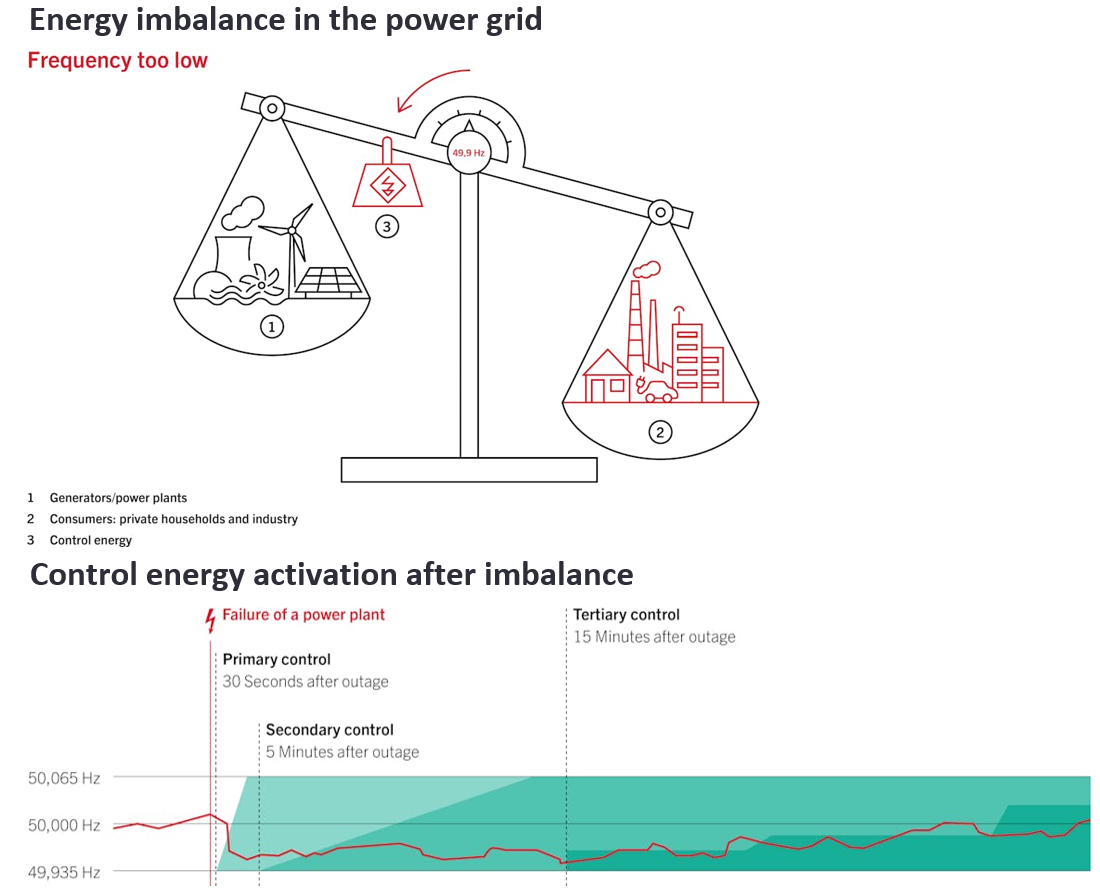 Energy imbalance in the power grid
Frequency too low
49,9 Hz
3
1
2
1 Generators/power plants
2 Consumers: private households and industry
3 Control energy
Control energy activation after imbalance
Failure of a power plant
Tertiary control
15 Minutes after outage
Primary control
30 Seconds after outage
Secondary control
5 Minutes after outage
50,065 Hz
50,000 Hz
49,935 Hz